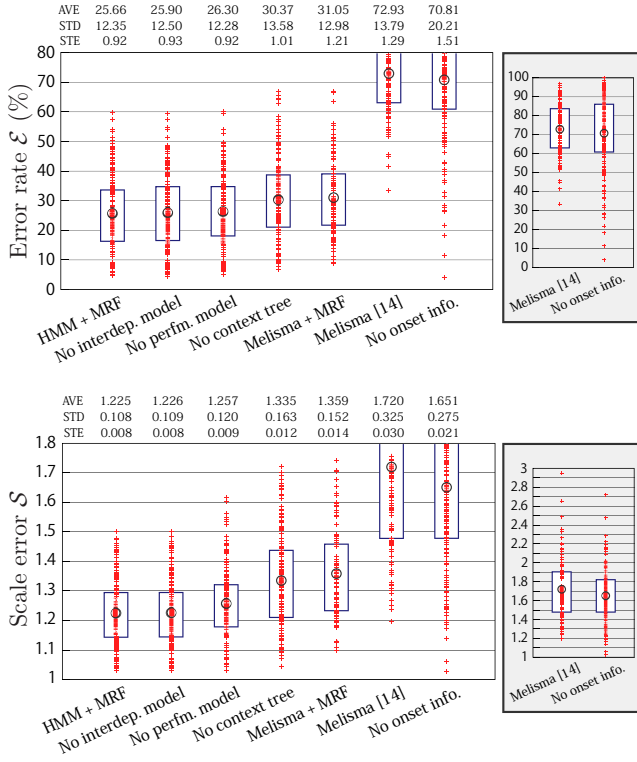 AVE 25.66 25.90 26.30 30.37 31.05 72.93 70.81
STD 12.35 12.50 12.28 13.58 12.98 13.79 20.21
STE 0.92 0.93 0.92 1.01 1.21 1.29 1.51
Error rate ℰ (%)
80
70
60
50
40
30
20
10
0
HMM + MRF
No interdep. model
No perfm. model
No context tree
Melisma + MRF
Melisma [14]
No onset info.
100
90
80
70
60
50
40
30
20
10
0
Melisma [14]
No onset info.
AVE 1.225 1.226 1.257 1.335 1.359 1.720 1.651
STD 0.108 0.109 0.120 0.163 0.152 0.325 0.275
STE 0.008 0.008 0.009 0.012 0.014 0.030 0.021
Scale error 𝒮
1.8
1.7
1.6
1.5
1.4
1.3
1.2
1.1
1
HMM + MRF
No interdep. model
No perfm. model
No context tree
Melisma + MRF
Melisma [14]
No onset info.
3
2.8
2.6
2.4
2.2
2
1.8
1.6
1.4
1.2
1
Melisma [14]
No onset info.